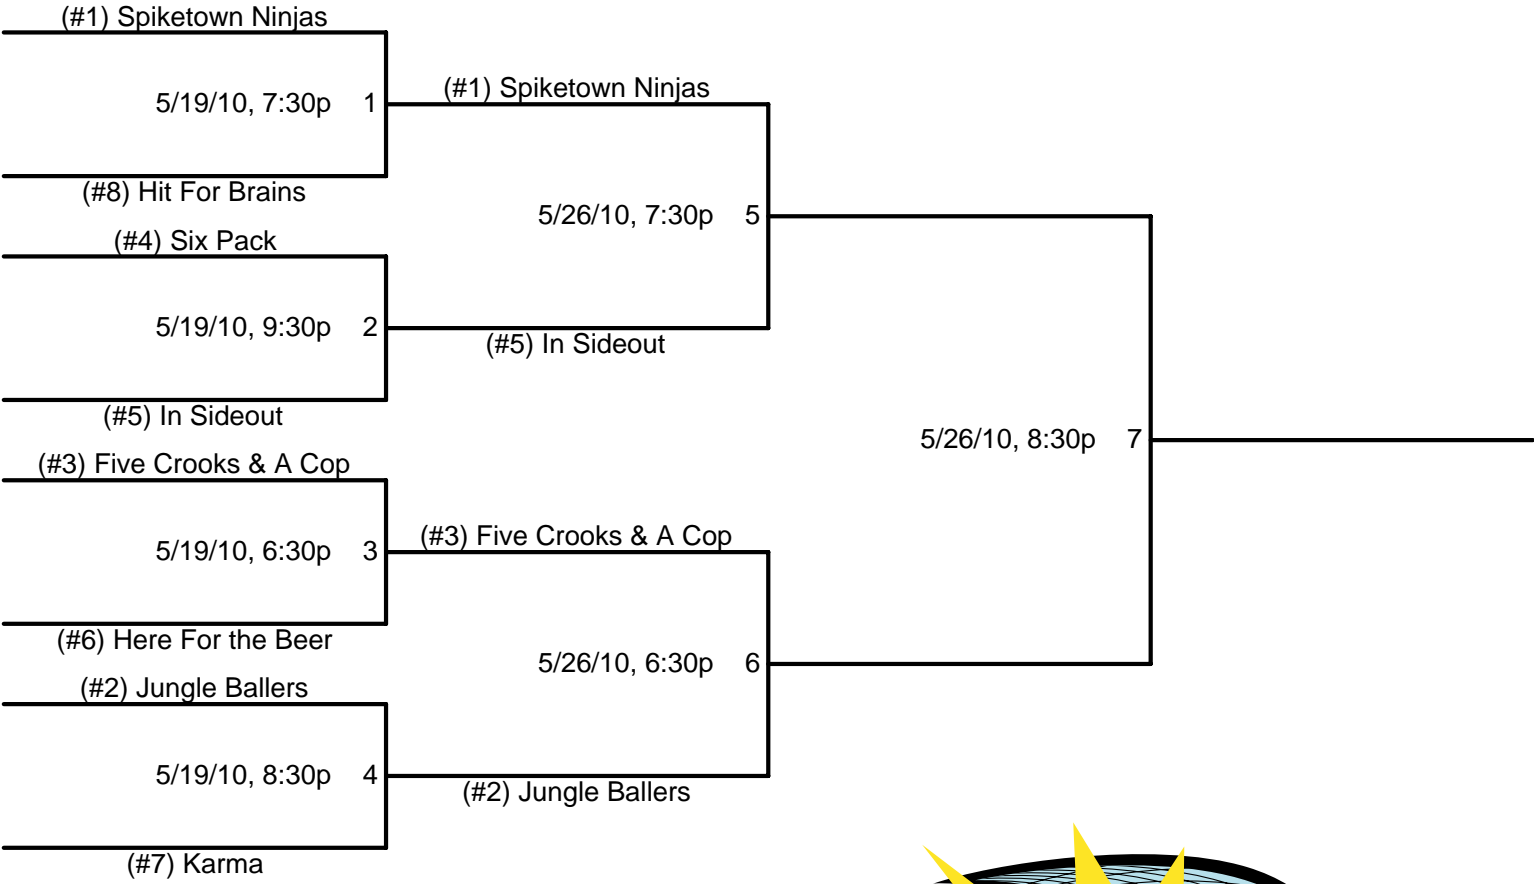 (#1) Spiketown Ninjas
5/19/10, 7:30p 1
(#8) Hit For Brains
(#4) Six Pack
5/19/10, 9:30p 2
(#5) In Sideout
(#3) Five Crooks & A Cop
5/19/10, 6:30p 3
(#6) Here For the Beer
(#2) Jungle Ballers
5/19/10, 8:30p 4
(#7) Karma
(#1) Spiketown Ninjas
5/26/10, 7:30p 5
(#5) In Sideout
(#3) Five Crooks & A Cop
5/26/10, 6:30p 6
(#2) Jungle Ballers
5/26/10, 8:30p 7